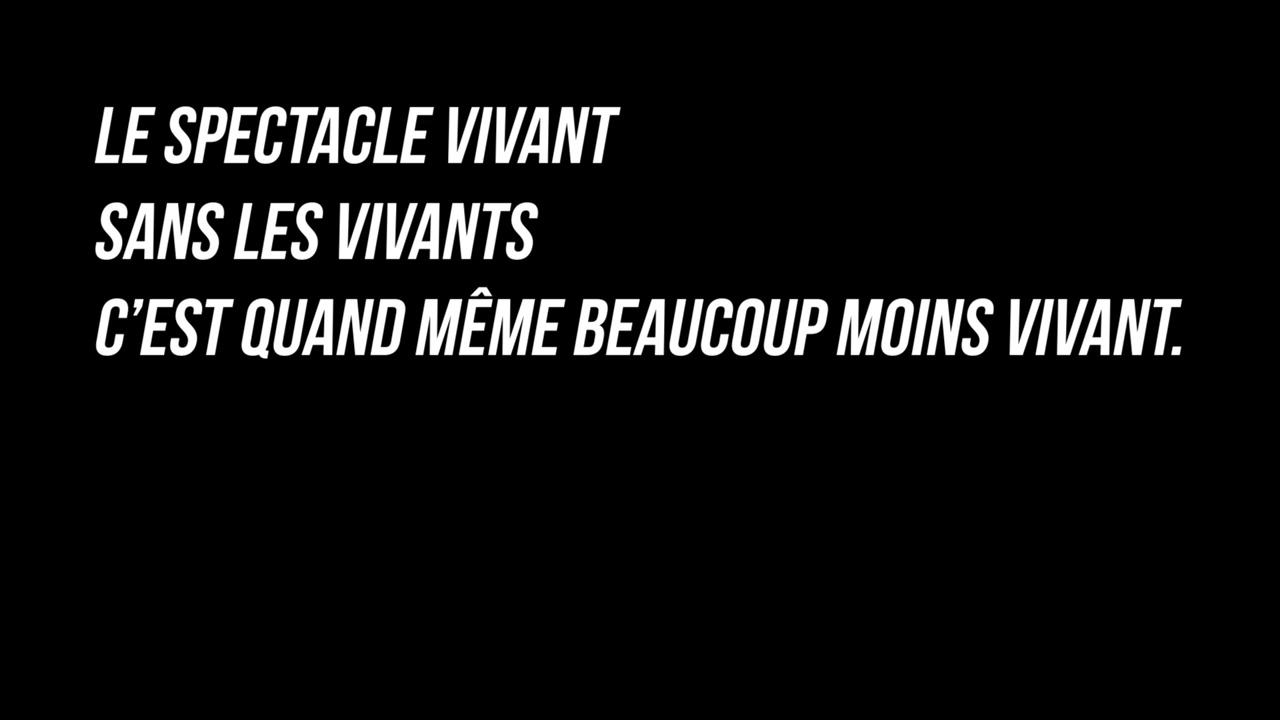 LE SPECTACLE VIVANT
SANS LES VIVANTS
C’EST QUAND MÊME BEAUCOUP MOINS VIVANT.